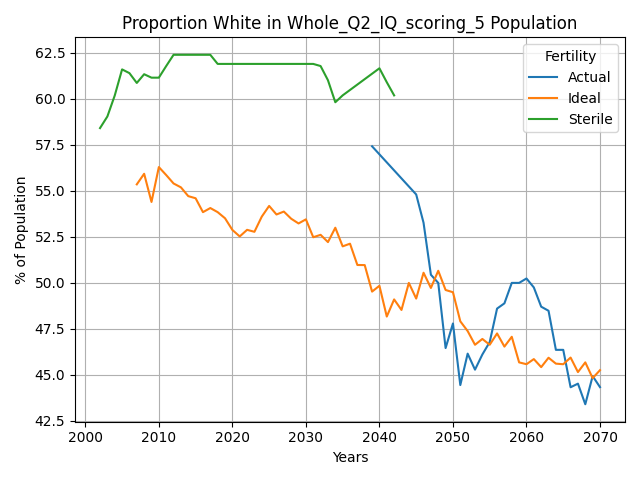 Proportion White in Whole_Q2_IQ_scoring_5 Population
Fertility
Actual
Ideal
Sterile
% of Population
62.5
60.0
57.5
55.0
52.5
50.0
47.5
45.0
42.5
2000
2010
2020
2030
2040
2050
2060
2070
Years